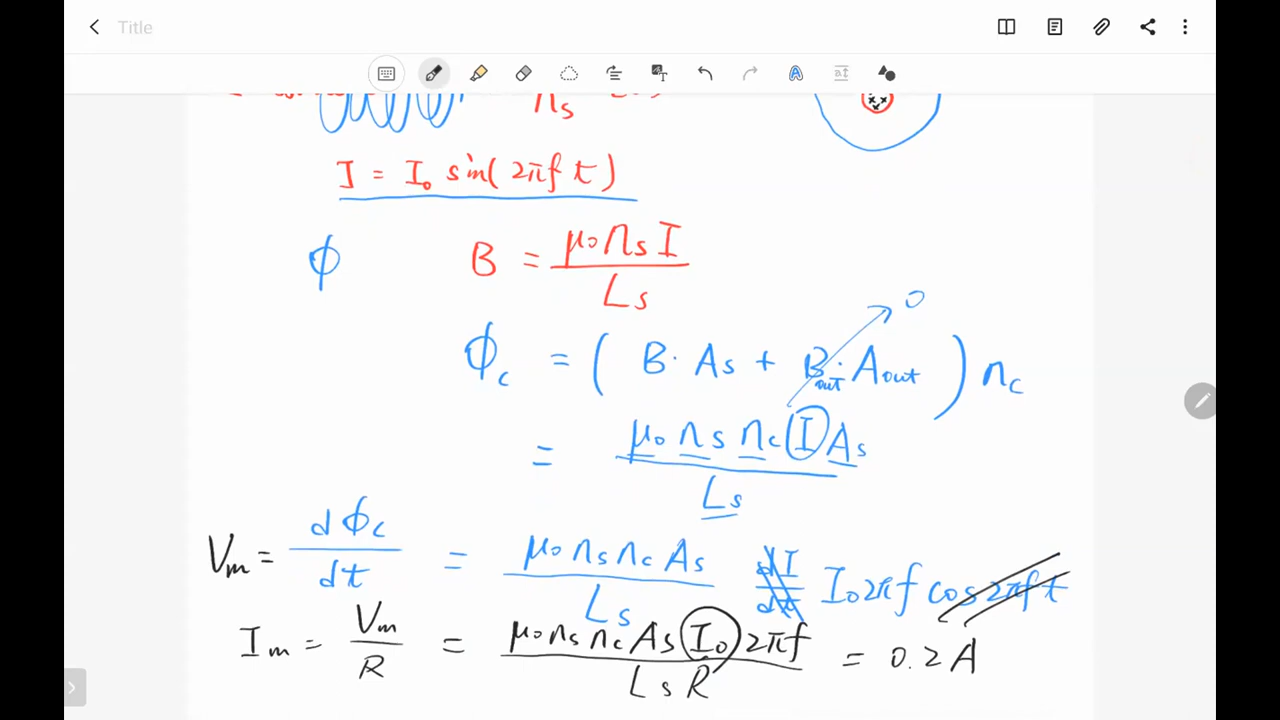 Title
n_s
I = I₀ sin(2πf t)
ϕ B = μ₀ n_s I / L_s
ϕ_c = ( B · A_s + B_out · A_out ) n_c
0
= μ₀ n_s n_c I A_s / L_s
V_m = dϕ_c / dt = μ₀ n_s n_c A_s / L_s dI/dt I₀ 2πf cos 2πf t
I_m = V_m / R = μ₀ n_s n_c A_s I₀ 2πf / L_s R = 0.2 A